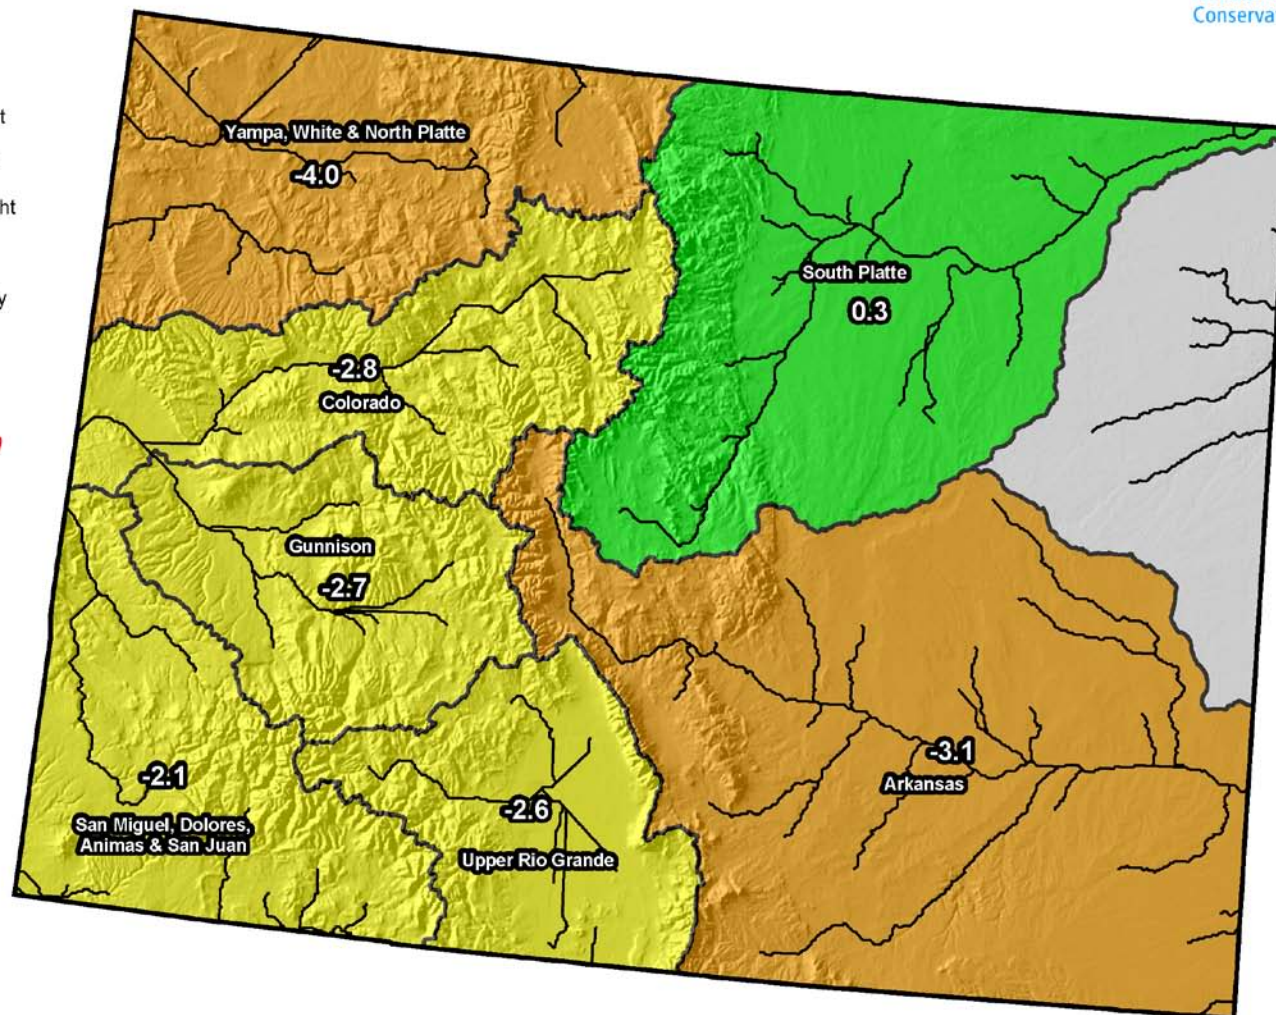 Conserva
t
ht
y
Yampa, White & North Platte
-4.0
South Platte
0.3
-2.8
Colorado
Gunnison
-2.7
-3.1
Arkansas
-2.1
San Miguel, Dolores,
Animas & San Juan
-2.6
Upper Rio Grande